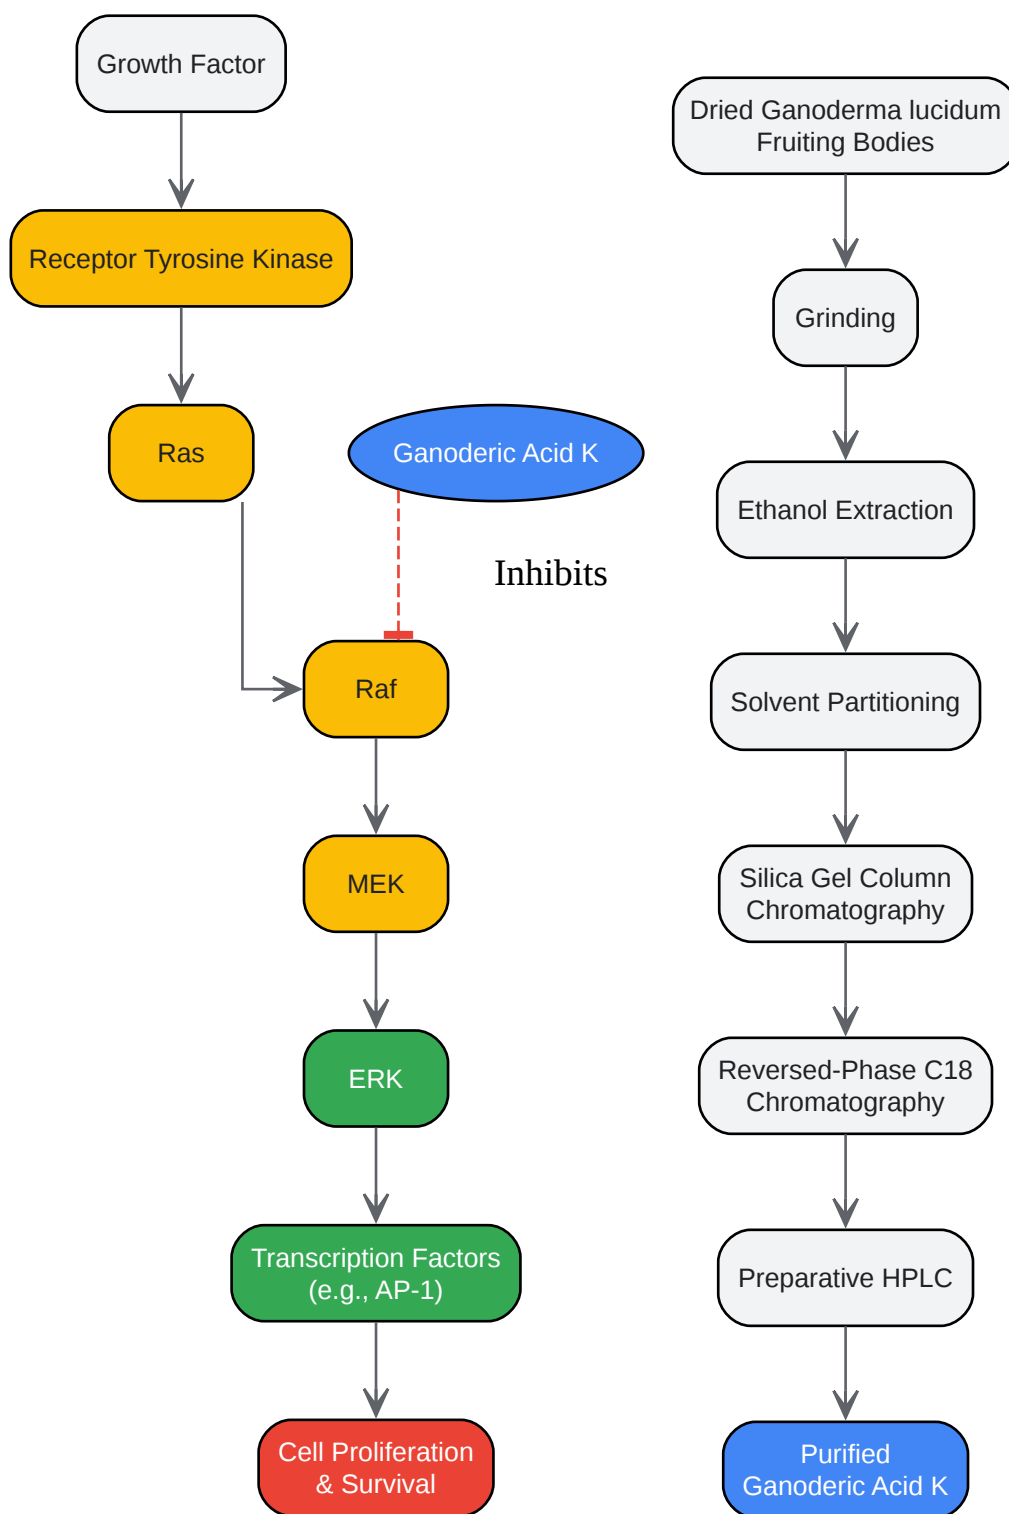 Growth Factor
Receptor Tyrosine Kinase
Ras
Ganoderic Acid K
Inhibits
Raf
MEK
ERK
Transcription Factors
(e.g., AP-1)
Cell Proliferation
& Survival
Dried Ganoderma lucidum
Fruiting Bodies
Grinding
Ethanol Extraction
Solvent Partitioning
Silica Gel Column
Chromatography
Reversed-Phase C18
Chromatography
Preparative HPLC
Purified
Ganoderic Acid K